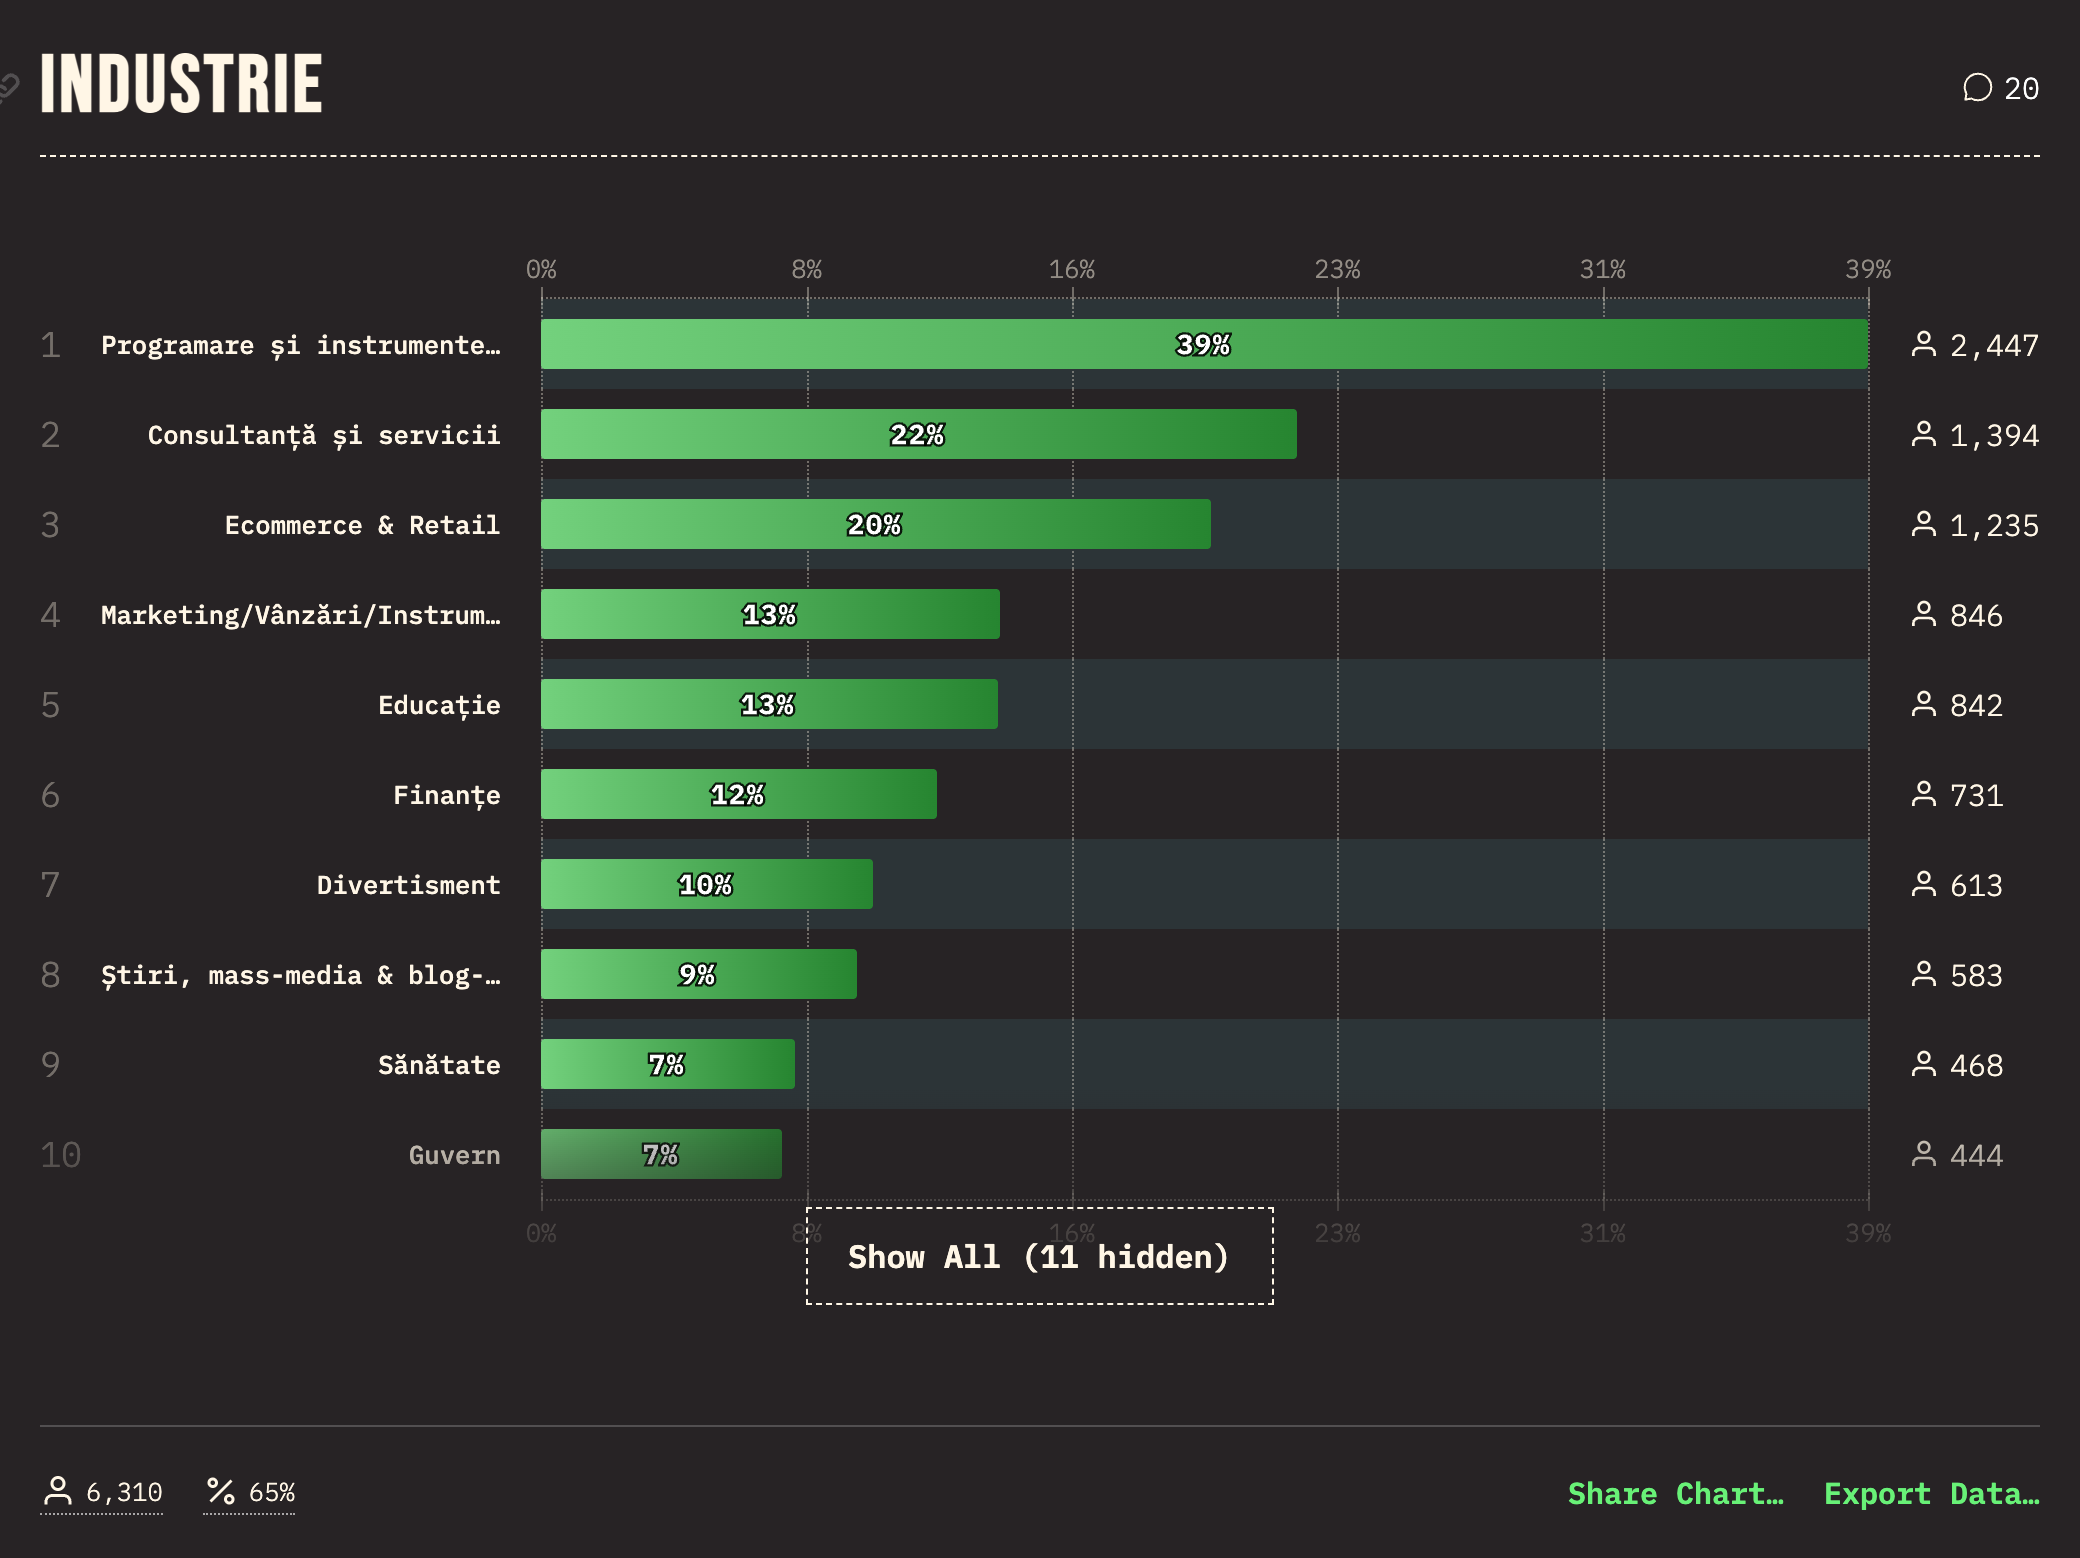 INDUSTRIE
20
0% 8% 16% 23% 31% 39%
1 Programare și instrumente… 39% 2,447
2 Consultanță și servicii 22% 1,394
3 Ecommerce & Retail 20% 1,235
4 Marketing/Vânzări/Instrum… 13% 846
5 Educație 13% 842
6 Finanțe 12% 731
7 Divertisment 10% 613
8 Știri, mass-media & blog-… 9% 583
9 Sănătate 7% 468
10 Guvern 7% 444
0% 8% 16% 23% 31% 39%
Show All (11 hidden)
6,310 % 65% Share Chart… Export Data…